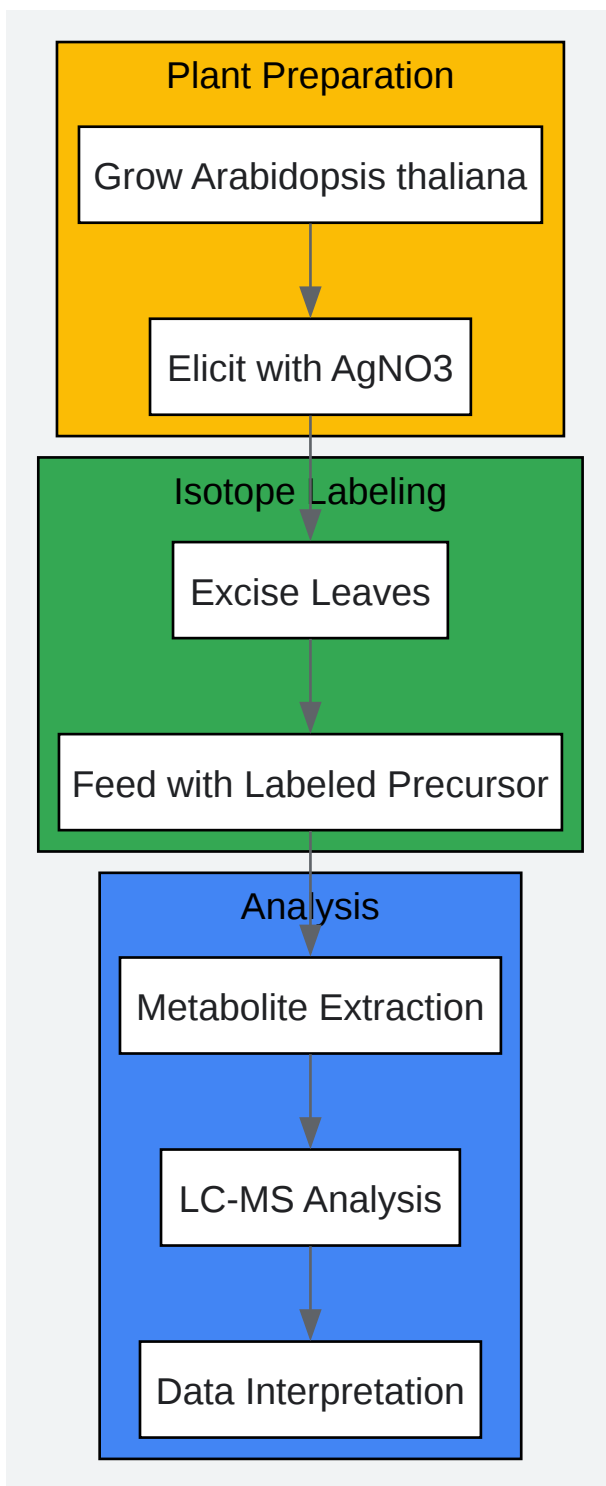 Plant Preparation
Grow Arabidopsis thaliana
Elicit with AgNO3
Isotope Labeling
Excise Leaves
Feed with Labeled Precursor
Analysis
Metabolite Extraction
LC-MS Analysis
Data Interpretation